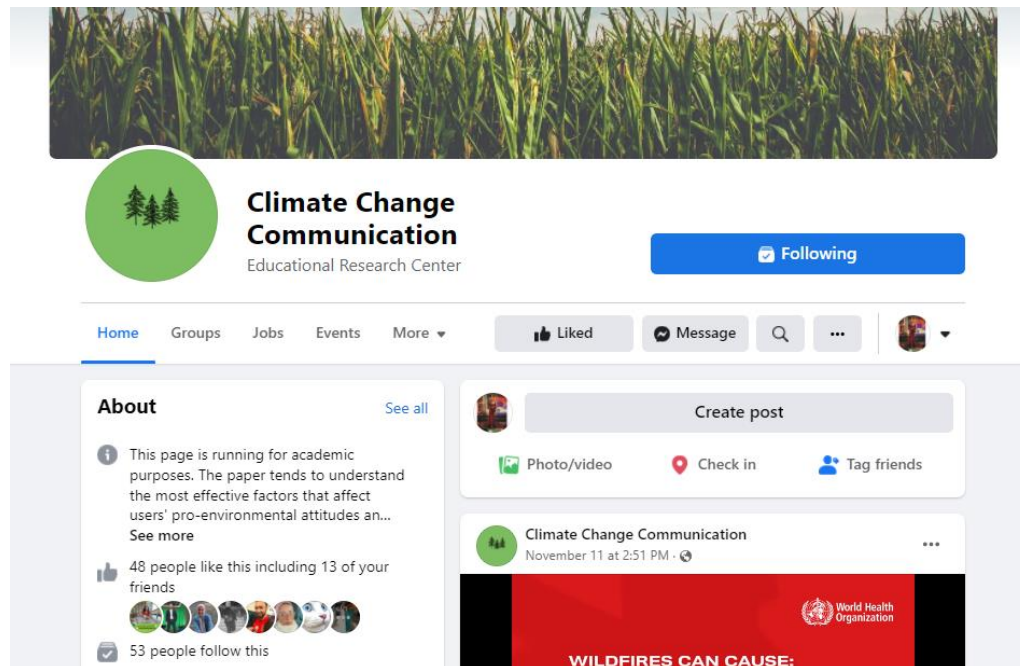 Climate Change
Communication
Educational Research Center
Following
Home Groups Jobs Events More
Liked Message
About See all
This page is running for academic
purposes. The paper tends to understand
the most effective factors that affect
users' pro-environmental attitudes an...
See more
48 people like this including 13 of your
friends
53 people follow this
Create post
Photo/video Check in Tag friends
Climate Change Communication
November 11 at 2:51 PM ·
World Health
Organization
WILDFIRES CAN CAUSE: